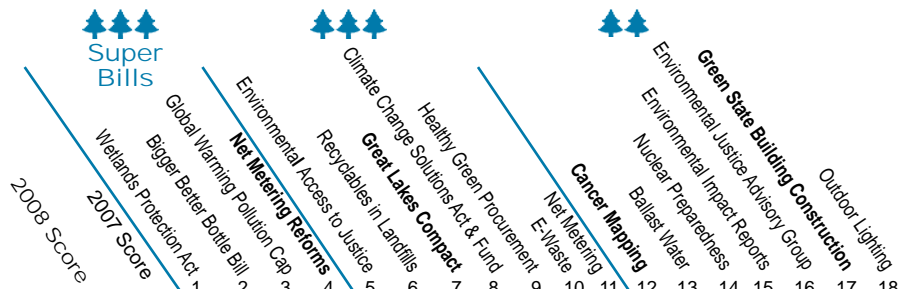 Super
Bills
2008 Score
2007 Score
Wetlands Protection Act
Bigger Better Bottle Bill
Global Warming Pollution Cap
Net Metering Reforms
Environmental Access to Justice
Recyclables in Landfills
Great Lakes Compact
Climate Change Solutions Act & Fund
Healthy Green Procurement
E-Waste
Net Metering
Cancer Mapping
Ballast Water
Nuclear Preparedness
Environmental Impact Reports
Environmental Justice Advisory Group
Green State Building Construction
Outdoor Lighting
1 2 3 4 5 6 7 8 9 10 11 12 13 14 15 16 17 18